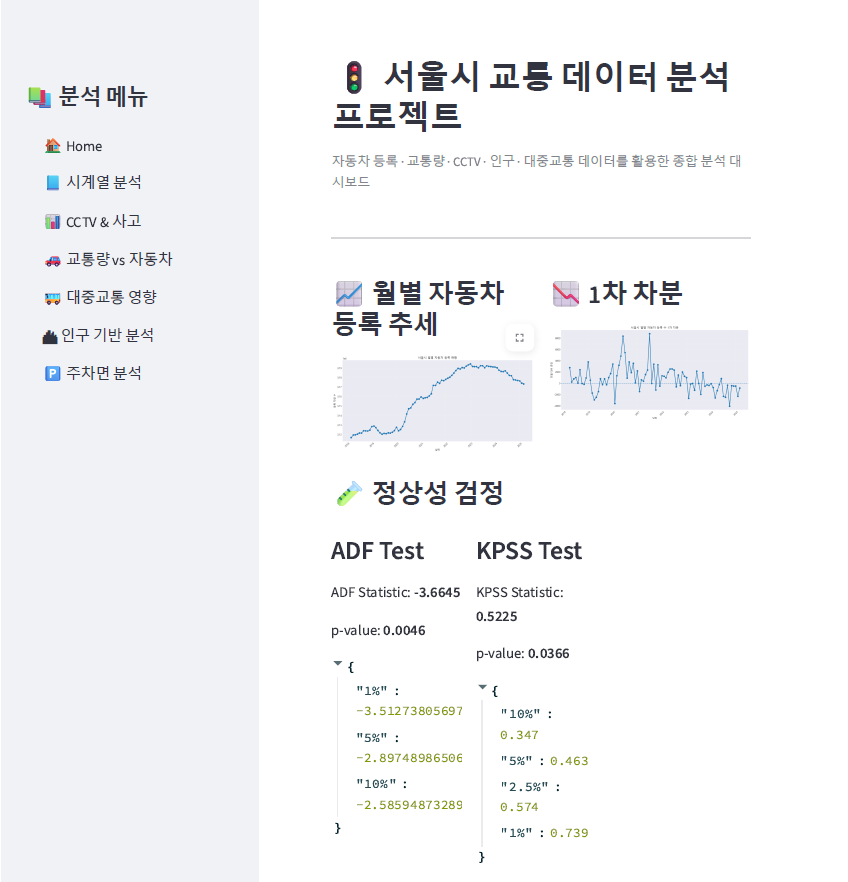 분석 메뉴
Home
시계열 분석
CCTV & 사고
교통량 vs 자동차
대중교통 영향
인구 기반 분석
주차면 분석
서울시 교통 데이터 분석
프로젝트
자동차 등록 · 교통량 · CCTV · 인구 · 대중교통 데이터를 활용한 종합 분석 대
시보드
월별 자동차
등록 추세
1차 차분
정상성 검정
ADF Test
ADF Statistic: -3.6645
p-value: 0.0046
{
"1%" :
-3.51273805697
"5%" :
-2.89748986506
"10%" :
-2.58594873289
}
KPSS Test
KPSS Statistic:
0.5225
p-value: 0.0366
{
"10%" :
0.347
"5%" : 0.463
"2.5%" :
0.574
"1%" : 0.739
}